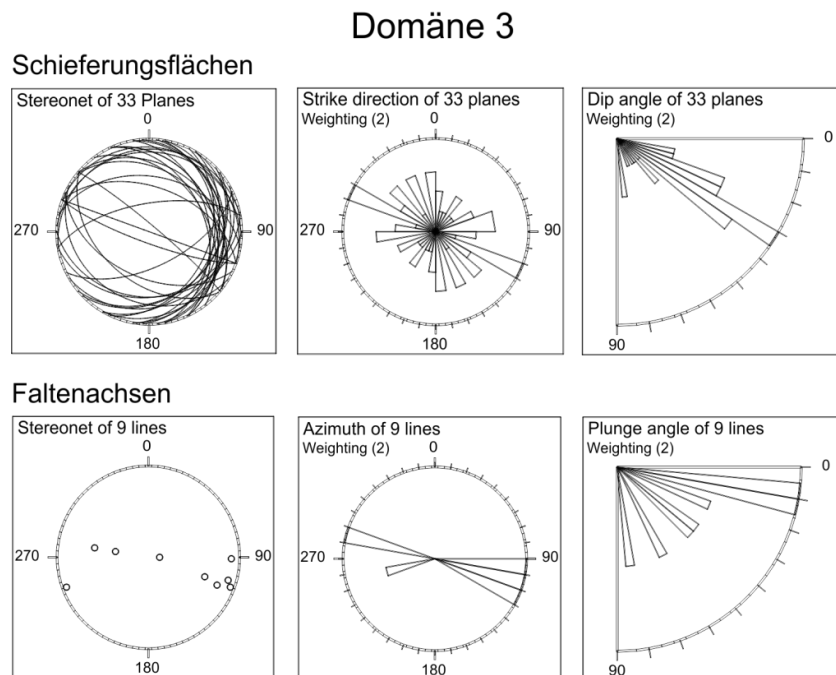 Domäne 3
Schieferungsflächen
Stereonet of 33 Planes
0
270
90
180
Strike direction of 33 planes
Weighting (2)
0
270
90
180
Dip angle of 33 planes
Weighting (2)
0
90
Faltenachsen
Stereonet of 9 lines
0
270
90
180
Azimuth of 9 lines
Weighting (2)
0
270
90
180
Plunge angle of 9 lines
Weighting (2)
0
90